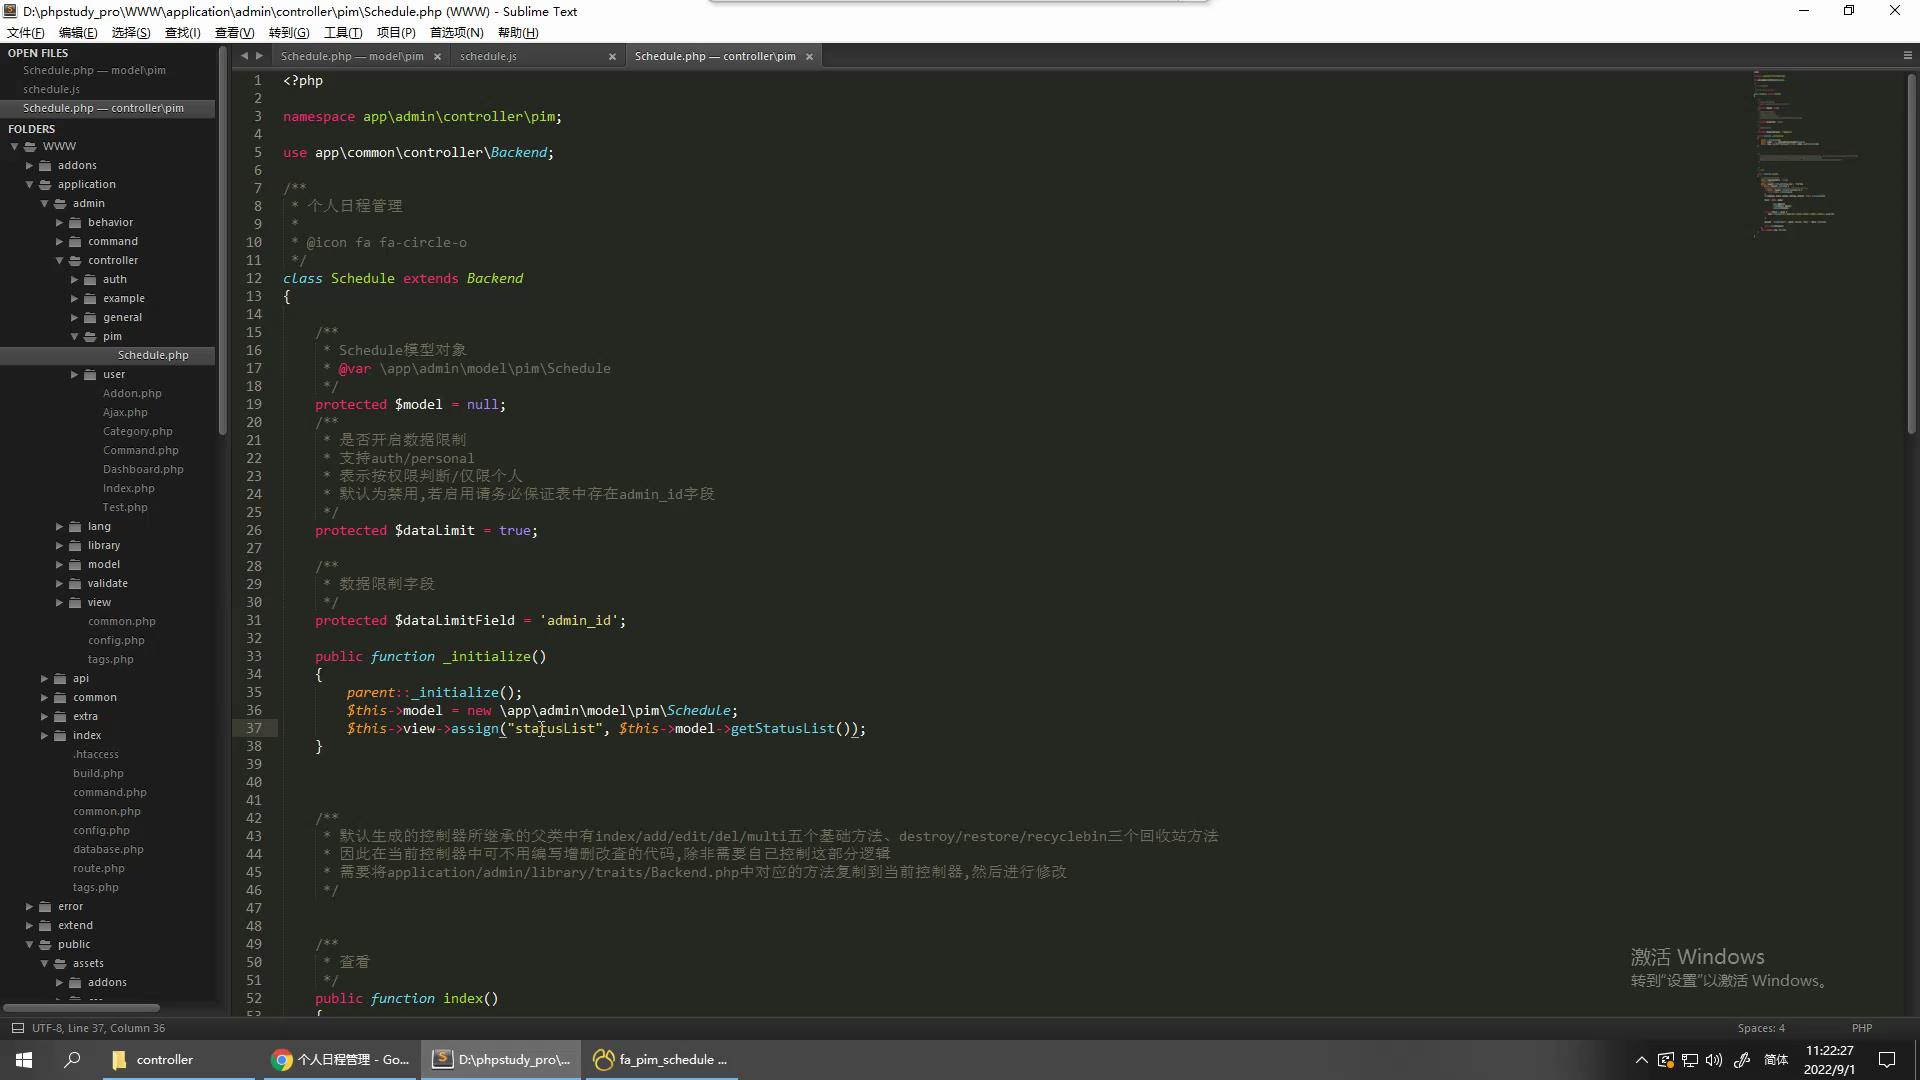 D:\phpstudy_pro\WWW\application\admin\controller\pim\Schedule.php (WWW) - Sublime Text
文件(F) 编辑(E) 选择(S) 查找(I) 查看(V) 转到(G) 工具(T) 项目(P) 首选项(N) 帮助(H)
OPEN FILES
Schedule.php — model\pim
schedule.js
Schedule.php — controller\pim
FOLDERS
WWW
addons
application
admin
behavior
command
controller
auth
example
general
pim
Schedule.php
user
Addon.php
Ajax.php
Category.php
Command.php
Dashboard.php
Index.php
Test.php
lang
library
model
validate
view
common.php
config.php
tags.php
api
common
extra
index
.htaccess
build.php
command.php
common.php
config.php
database.php
route.php
tags.php
error
extend
public
assets
addons
Schedule.php — model\pim schedule.js Schedule.php — controller\pim
1 <?php
2
3 namespace app\admin\controller\pim;
4
5 use app\common\controller\Backend;
6
7 /**
8 * 个人日程管理
9 *
10 * @icon fa fa-circle-o
11 */
12 class Schedule extends Backend
13 {
14
15 /**
16 * Schedule模型对象
17 * @var \app\admin\model\pim\Schedule
18 */
19 protected $model = null;
20 /**
21 * 是否开启数据限制
22 * 支持auth/personal
23 * 表示按权限判断/仅限个人
24 * 默认为禁用,若启用请务必保证表中存在admin_id字段
25 */
26 protected $dataLimit = true;
27
28 /**
29 * 数据限制字段
30 */
31 protected $dataLimitField = 'admin_id';
32
33 public function _initialize()
34 {
35 parent::_initialize();
36 $this->model = new \app\admin\model\pim\Schedule;
37 $this->view->assign("statusList", $this->model->getStatusList());
38 }
39
40
41
42 /**
43 * 默认生成的控制器所继承的父类中有index/add/edit/del/multi五个基础方法、destroy/restore/recyclebin三个回收站方法
44 * 因此在当前控制器中可不用编写增删改查的代码,除非需要自己控制这部分逻辑
45 * 需要将application/admin/library/traits/Backend.php中对应的方法复制到当前控制器,然后进行修改
46 */
47
48
49 /**
50 * 查看
51 */
52 public function index()
53 {
激活 Windows
转到“设置”以激活 Windows。
UTF-8, Line 37, Column 36 Spaces: 4 PHP
controller 个人日程管理 - Go... D:\phpstudy_pro\... fa_pim_schedule ... 简体 11:22:27
2022/9/1